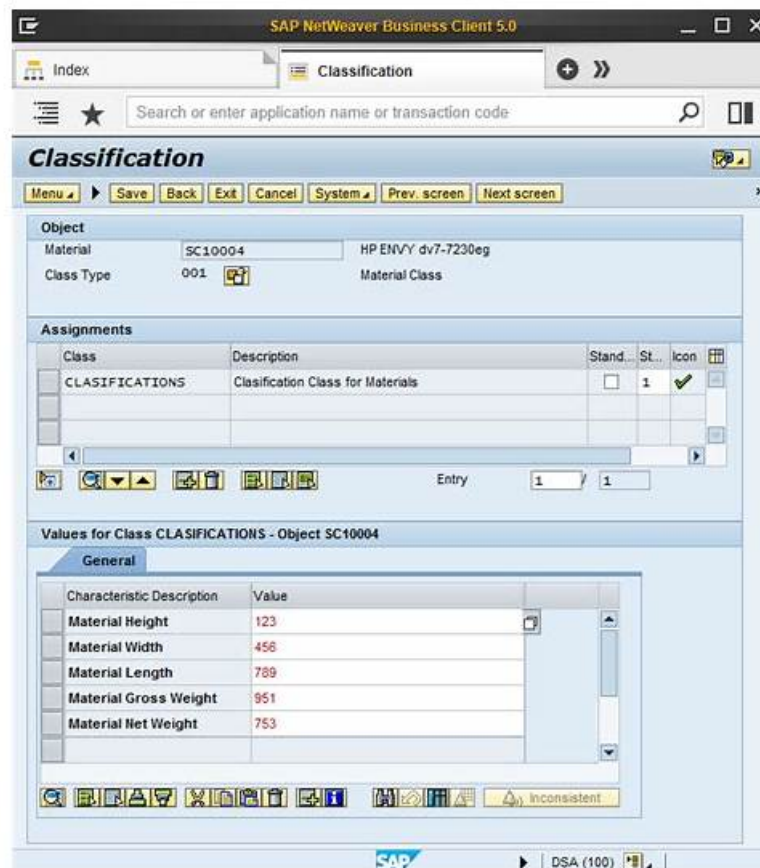 SAP NetWeaver Business Client 5.0
Index
Classification
Search or enter application name or transaction code
Classification
Menu Save Back Exit Cancel System Prev. screen Next screen
Object
Material SC10004 HP ENVY dv7-7230eg
Class Type 001 Material Class
Assignments
Class Description Stand... St... Icon
CLASIFICATIONS Clasification Class for Materials 1
Entry 1 / 1
Values for Class CLASIFICATIONS - Object SC10004
General
Characteristic Description Value
Material Height 123
Material Width 456
Material Length 789
Material Gross Weight 951
Material Net Weight 753
Inconsistent
SAP DSA (100)